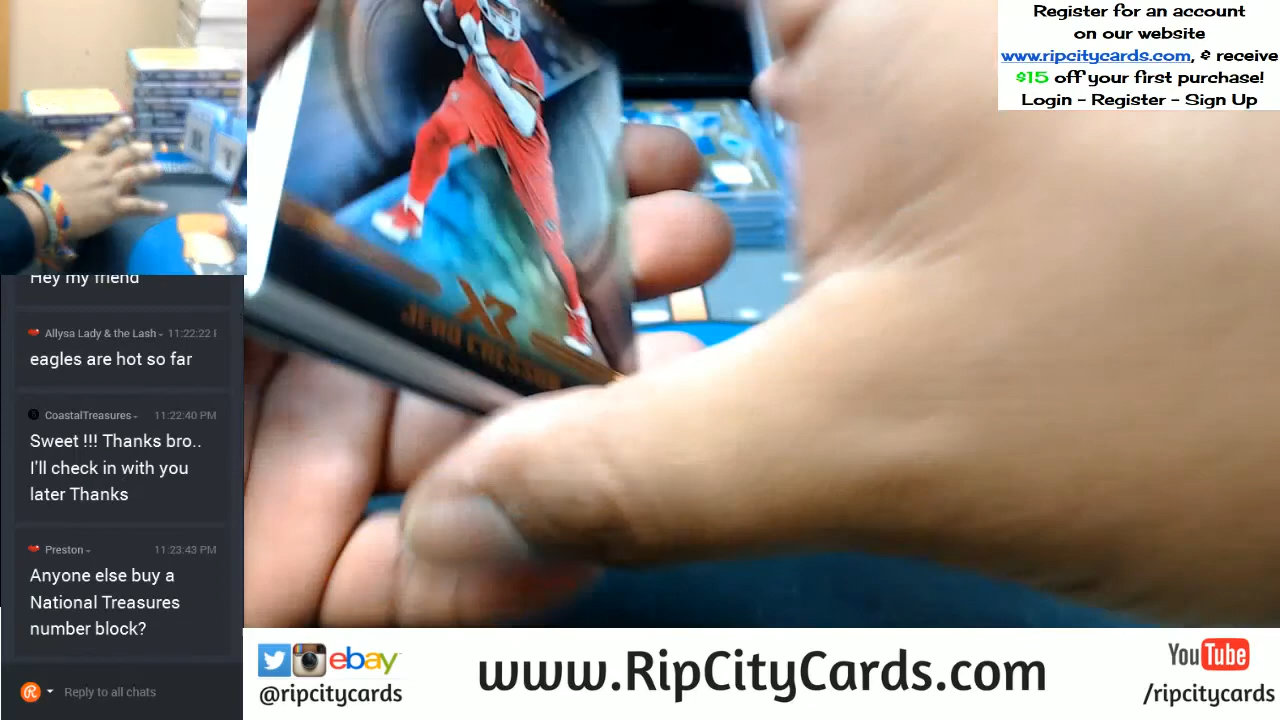 Register for an account
on our website
www.ripcitycards.com, & receive
$15 off your first purchase!
Login - Register - Sign Up
Hey my friend
Allysa Lady & the Lash 11:22:22
eagles are hot so far
CoastalTreasures 11:22:40 PM
Sweet !!! Thanks bro..
I'll check in with you
later Thanks
Preston 11:23:43 PM
Anyone else buy a
National Treasures
number block?
Reply to all chats
XR
ebay
@ripcitycards
www.RipCityCards.com
YouTube
/ripcitycards